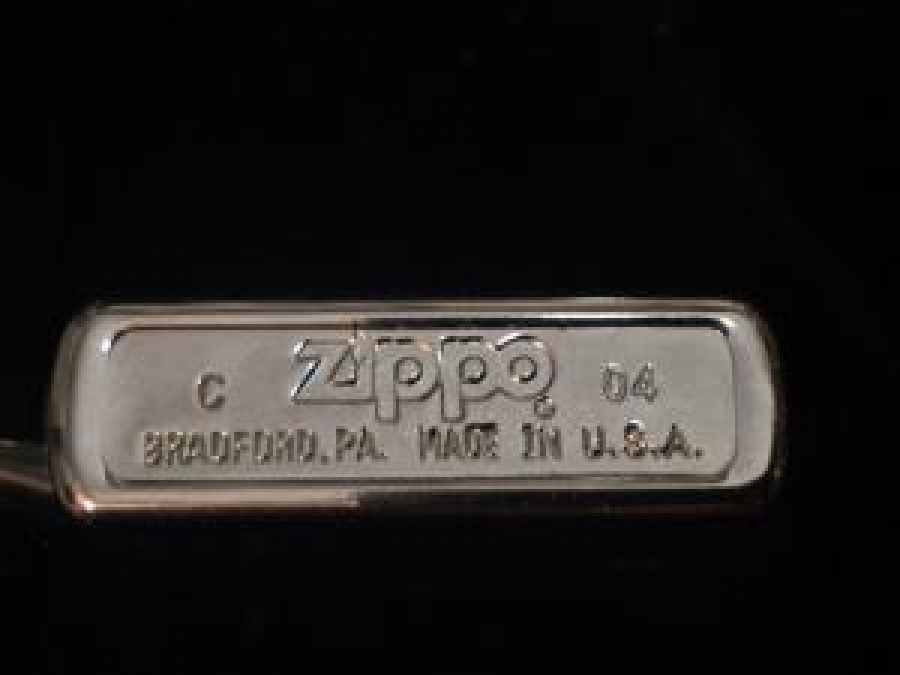 C Zippo® 04
BRADFORD, PA. MADE IN U.S.A.